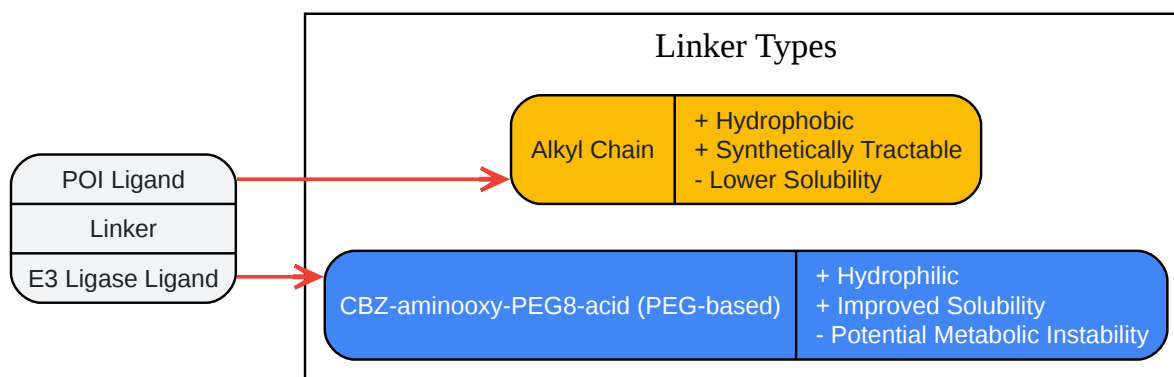 Linker Types
POI Ligand
Linker
E3 Ligase Ligand
Alkyl Chain
+ Hydrophobic
+ Synthetically Tractable
- Lower Solubility
CBZ-aminooxy-PEG8-acid (PEG-based)
+ Hydrophilic
+ Improved Solubility
- Potential Metabolic Instability